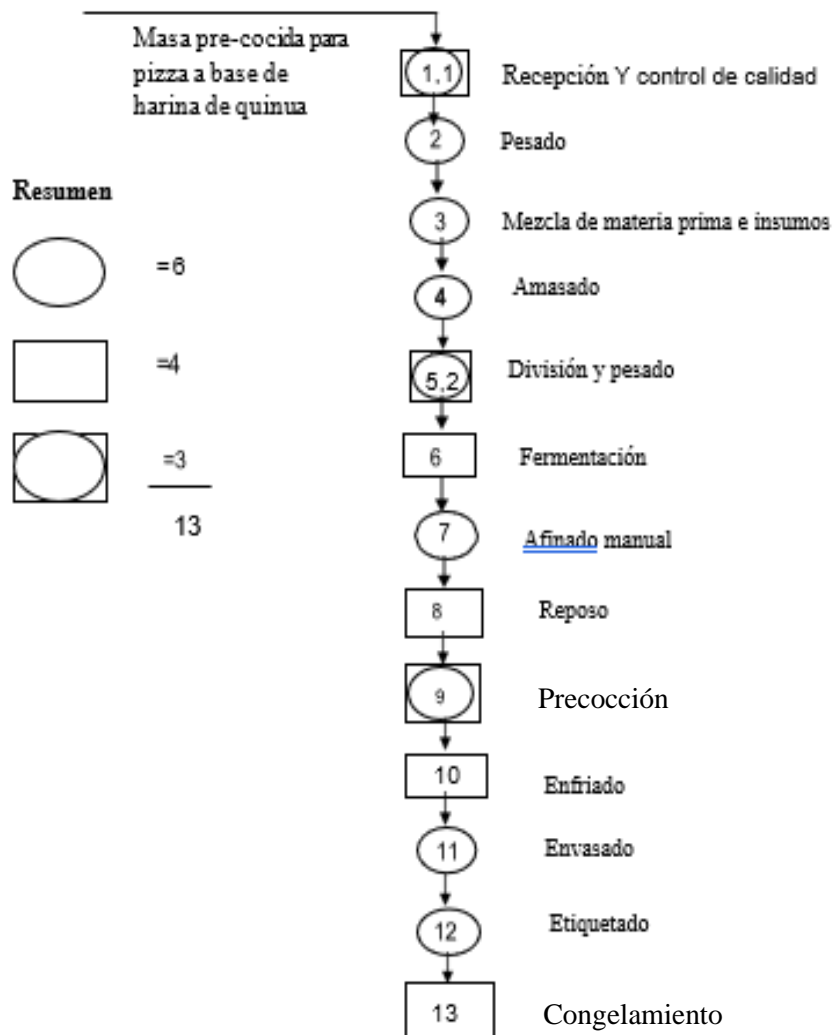 Masa pre-cocida para
pizza a base de
harina de quinua
Resumen
=6
=4
=3
13
1,1 Recepción Y control de calidad
2 Pesado
3 Mezcla de materia prima e insumos
4 Amasado
5,2 División y pesado
6 Fermentación
7 Afinado manual
8 Reposo
9 Precocción
10 Enfriado
11 Envasado
12 Etiquetado
13 Congelamiento